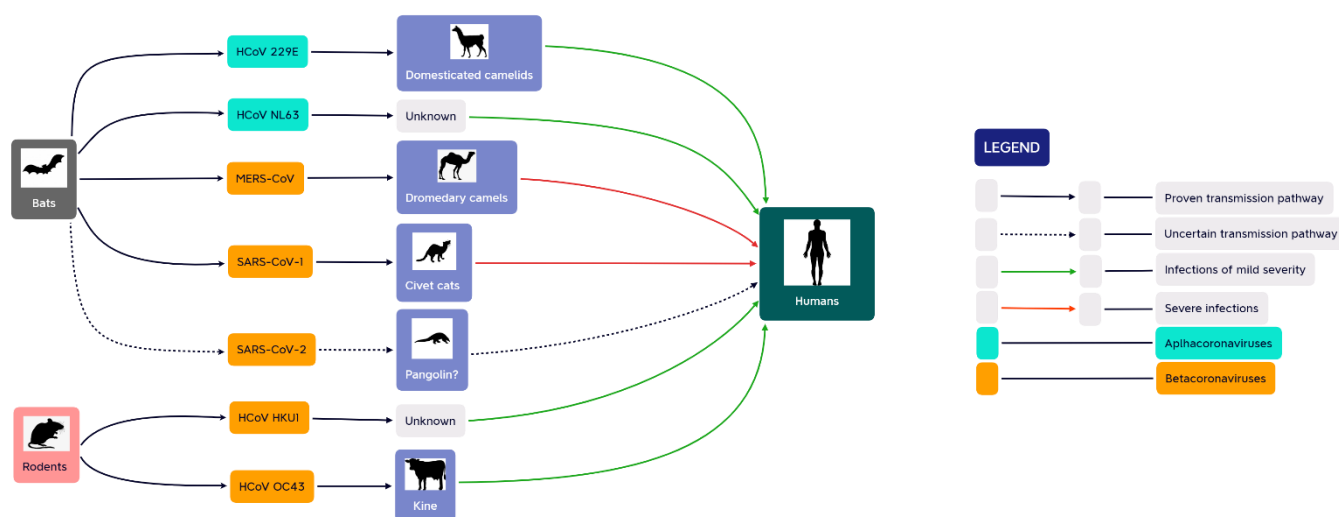 HCoV 229E
Domesticated camelids
HCoV NL63
Unknown
Bats
MERS-CoV
Dromedary camels
SARS-CoV-1
Civet cats
Humans
SARS-CoV-2
Pangolin?
Rodents
HCoV HKU1
Unknown
HCoV OC43
Kine
LEGEND
Proven transmission pathway
Uncertain transmission pathway
Infections of mild severity
Severe infections
Aplhacoronaviruses
Betacoronaviruses